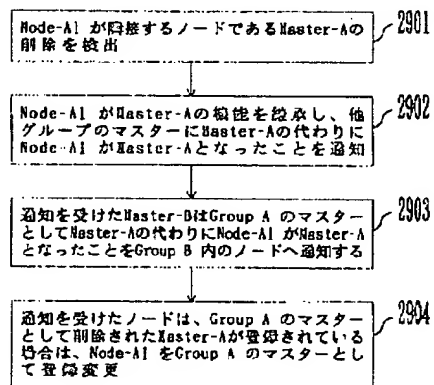 Node-A1 が隣接するノードであるMaster-Aの
削除を検出
2901
Node-A1 がMaster-Aの機能を継承し、他
グループのマスターにMaster-Aの代わりに
Node-A1 がMaster-Aとなったことを通知
2902
通知を受けたMaster-BはGroup A のマスター
としてMaster-Aの代わりにNode-A1 がMaster-A
となったことをGroup B 内のノードへ通知する
2903
通知を受けたノードは、Group A のマスター
として削除されたMaster-Aが登録されている
場合は、Node-A1 をGroup A のマスターとし
て登録変更
2904